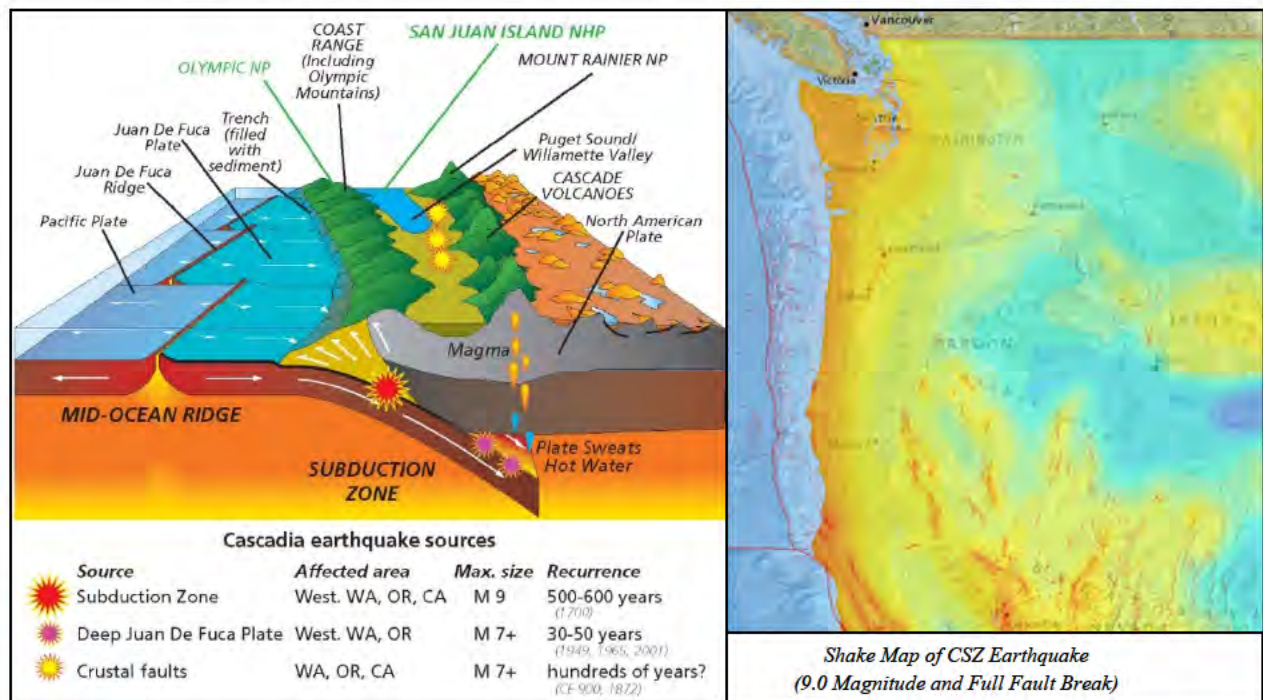 COAST
RANGE
(Including
Olympic
Mountains)
SAN JUAN ISLAND NHP
OLYMPIC NP
MOUNT RAINIER NP
Trench
(filled
with
sediment)
Juan De Fuca
Plate
Juan De Fuca
Ridge
Pacific Plate
Puget Sound/
Willamette Valley
CASCADE
VOLCANOES
North American
Plate
Magma
MID-OCEAN RIDGE
SUBDUCTION
ZONE
Plate Sweats
Hot Water
Cascadia earthquake sources
Source Affected area Max. size Recurrence
Subduction Zone West. WA, OR, CA M 9 500-600 years
(1700)
Deep Juan De Fuca Plate West. WA, OR M 7+ 30-50 years
(1949, 1965, 2001)
Crustal faults WA, OR, CA M 7+ hundreds of years?
(CE 900, 1872)
Vancouver
Victoria
WASHINGTON
OREGON
Shake Map of CSZ Earthquake
(9.0 Magnitude and Full Fault Break)